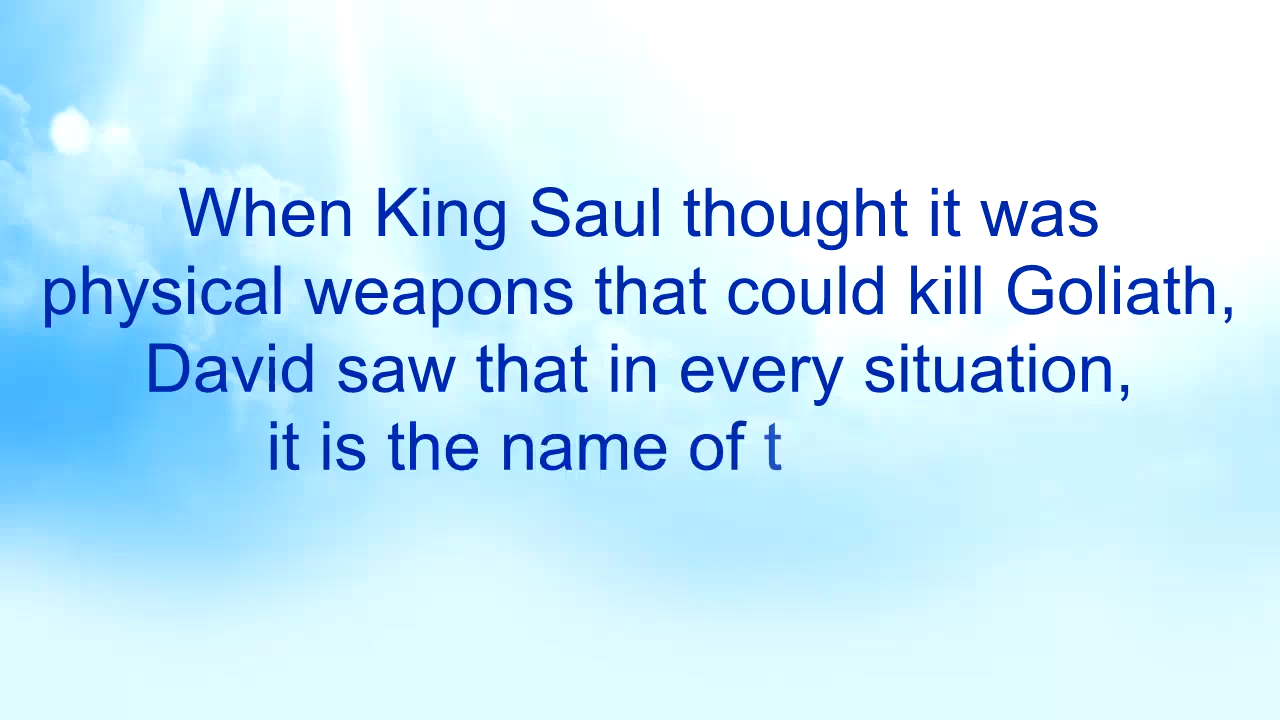 When King Saul thought it was
physical weapons that could kill Goliath,
David saw that in every situation,
it is the name of t